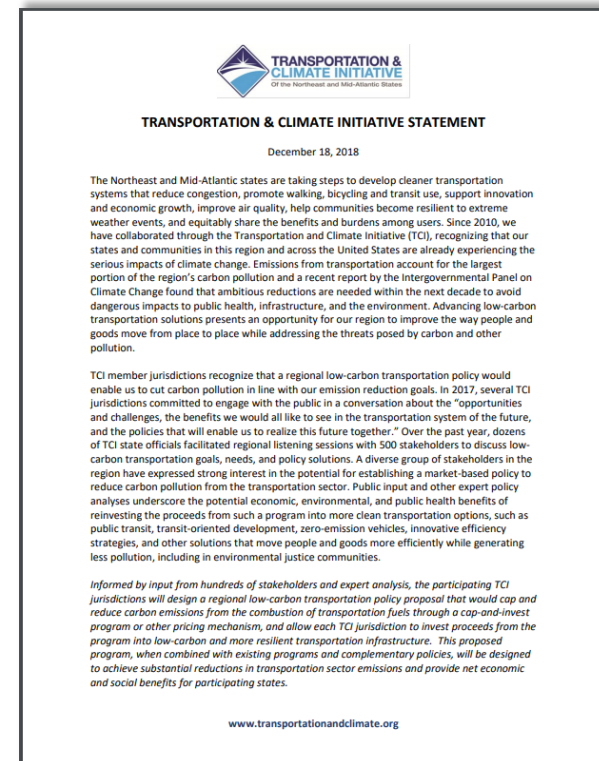 TRANSPORTATION &
CLIMATE INITIATIVE
Of the Northeast and Mid-Atlantic States
TRANSPORTATION & CLIMATE INITIATIVE STATEMENT
December 18, 2018
The Northeast and Mid-Atlantic states are taking steps to develop cleaner transportation
systems that reduce congestion, promote walking, bicycling and transit use, support innovation
and economic growth, improve air quality, help communities become resilient to extreme
weather events, and equitably share the benefits and burdens among users. Since 2010, we
have collaborated through the Transportation and Climate Initiative (TCI), recognizing that our
states and communities in this region and across the United States are already experiencing the
serious impacts of climate change. Emissions from transportation account for the largest
portion of the region's carbon pollution and a recent report by the Intergovernmental Panel on
Climate Change found that ambitious reductions are needed within the next decade to avoid
dangerous impacts to public health, infrastructure, and the environment. Advancing low-carbon
transportation solutions presents an opportunity for our region to improve the way people and
goods move from place to place while addressing the threats posed by carbon and other
pollution.
TCI member jurisdictions recognize that a regional low-carbon transportation policy would
enable us to cut carbon pollution in line with our emission reduction goals. In 2017, several TCI
jurisdictions committed to engage with the public in a conversation about the "opportunities
and challenges, the benefits we would all like to see in the transportation system of the future,
and the policies that will enable us to realize this future together." Over the past year, dozens
of TCI state officials facilitated regional listening sessions with 500 stakeholders to discuss low-
carbon transportation goals, needs, and policy solutions. A diverse group of stakeholders in the
region have expressed strong interest in the potential for establishing a market-based policy to
reduce carbon pollution from the transportation sector. Public input and other expert policy
analyses underscore the potential economic, environmental, and public health benefits of
reinvesting the proceeds from such a program into more clean transportation options, such as
public transit, transit-oriented development, zero-emission vehicles, innovative efficiency
strategies, and other solutions that move people and goods more efficiently while generating
less pollution, including in environmental justice communities.
Informed by input from hundreds of stakeholders and expert analysis, the participating TCI
jurisdictions will design a regional low-carbon transportation policy proposal that would cap and
reduce carbon emissions from the combustion of transportation fuels through a cap-and-invest
program or other pricing mechanism, and allow each TCI jurisdiction to invest proceeds from the
program into low-carbon and more resilient transportation infrastructure. This proposed
program, when combined with existing programs and complementary policies, will be designed
to achieve substantial reductions in transportation sector emissions and provide net economic
and social benefits for participating states.
www.transportationandclimate.org